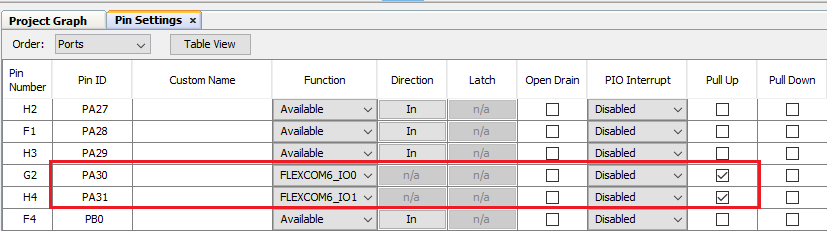 Project Graph Pin Settings ×
Order: Ports Table View
Pin Number Pin ID Custom Name Function Direction Latch Open Drain PIO Interrupt Pull Up Pull Down
H2 PA27 Available In n/a Disabled
F1 PA28 Available In n/a Disabled
H3 PA29 Available In n/a Disabled
G2 PA30 FLEXCOM6_IO0 n/a n/a Disabled
H4 PA31 FLEXCOM6_IO1 n/a n/a Disabled
F4 PB0 Available In n/a Disabled